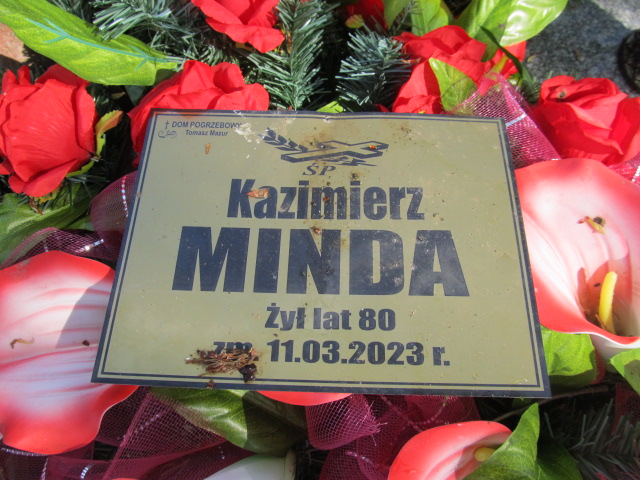 DOM POGRZEBOWY
Tomasz Mazur
ŚP
Kazimierz
MINDA
Żył lat 80
zm. 11.03.2023 r.